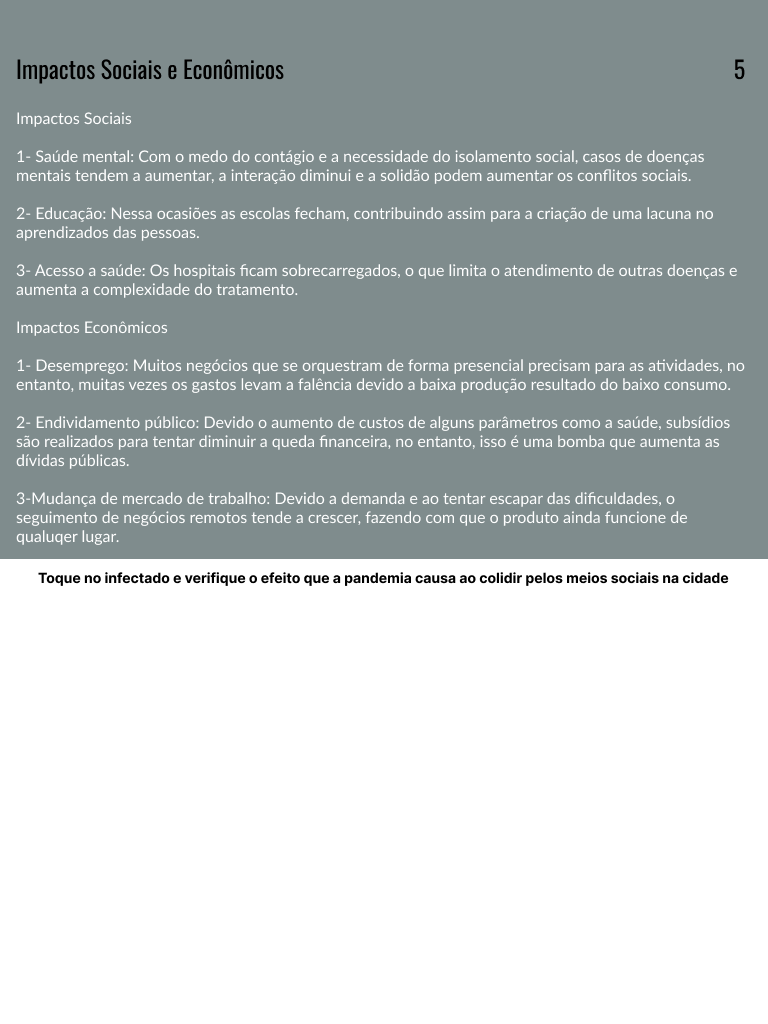 Impactos Sociais e Econômicos 5
Impactos Sociais
1- Saúde mental: Com o medo do contágio e a necessidade do isolamento social, casos de doenças
mentais tendem a aumentar, a interação diminui e a solidão podem aumentar os conflitos sociais.
2- Educação: Nessa ocasiões as escolas fecham, contribuindo assim para a criação de uma lacuna no
aprendizados das pessoas.
3- Acesso a saúde: Os hospitais ficam sobrecarregados, o que limita o atendimento de outras doenças e
aumenta a complexidade do tratamento.
Impactos Econômicos
1- Desemprego: Muitos negócios que se orquestram de forma presencial precisam para as atividades, no
entanto, muitas vezes os gastos levam a falência devido a baixa produção resultado do baixo consumo.
2- Endividamento público: Devido o aumento de custos de alguns parâmetros como a saúde, subsídios
são realizados para tentar diminuir a queda financeira, no entanto, isso é uma bomba que aumenta as
dívidas públicas.
3-Mudança de mercado de trabalho: Devido a demanda e ao tentar escapar das dificuldades, o
seguimento de negócios remotos tende a crescer, fazendo com que o produto ainda funcione de
qualuqer lugar.
Toque no infectado e verifique o efeito que a pandemia causa ao colidir pelos meios sociais na cidade